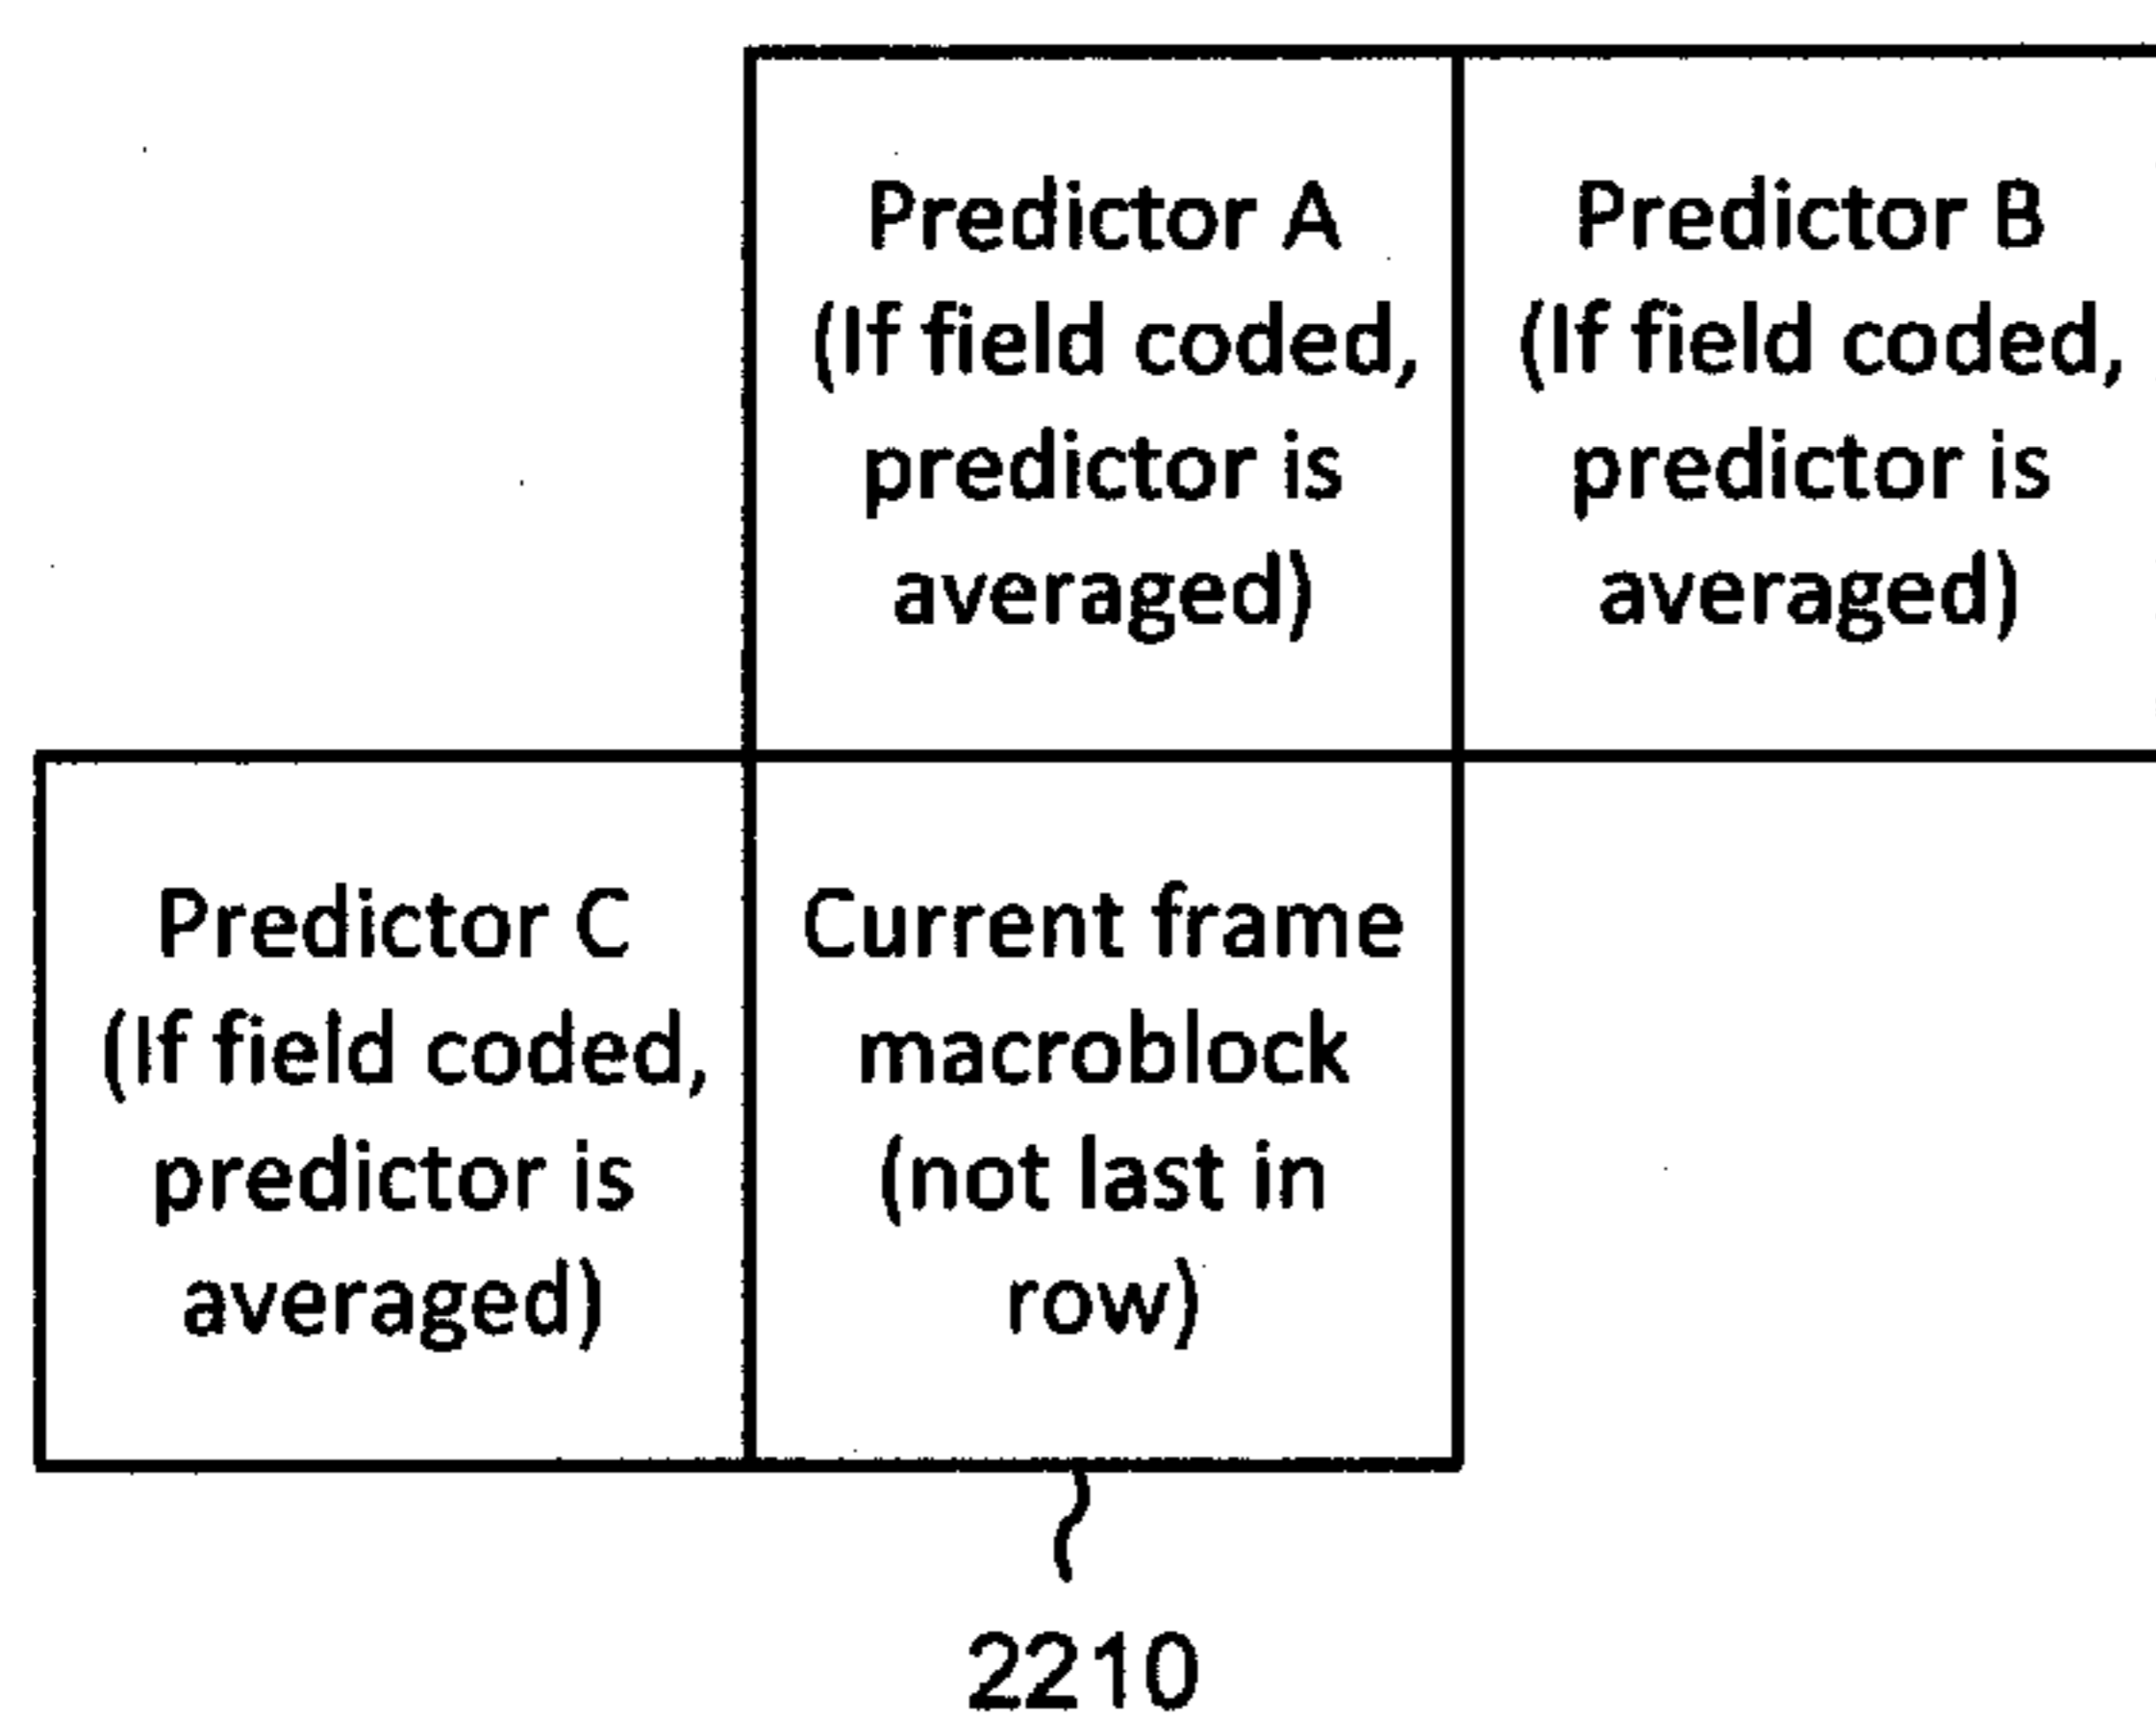 Predictor A
(If field coded,
predictor is
averaged)
Predictor B
(If field coded,
predictor is
averaged)
Predictor C
(If field coded,
predictor is
averaged)
Current frame
macroblock
(not last in
row)
2210